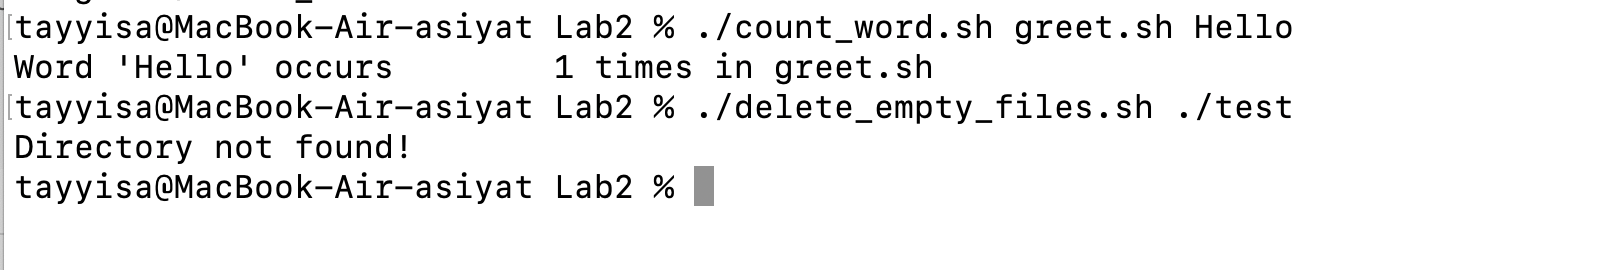 tayyisa@MacBook-Air-asiyat Lab2 % ./count_word.sh greet.sh Hello
Word 'Hello' occurs        1 times in greet.sh
tayyisa@MacBook-Air-asiyat Lab2 % ./delete_empty_files.sh ./test
Directory not found!
tayyisa@MacBook-Air-asiyat Lab2 %